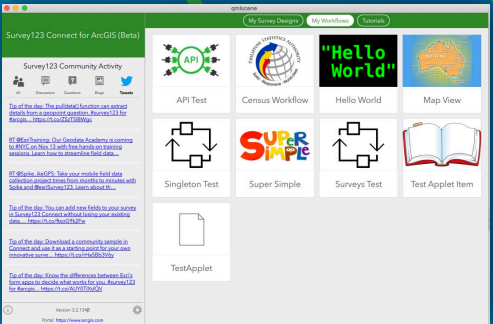 qmlscene
Survey123 Connect for ArcGIS (Beta)
My Survey Designs
My Workflows
Tutorials
Survey123 Community Activity
All
Discussions
Questions
Blogs
Tweets
Tip of the day: The pulldata() function can extract
details from a geopoint question. #survey123 for
#arcgis...
RT @EsriTraining: Our Geodata Academy is coming
to #NYC on Nov 13 with free hands on training
sessions. Learn how to streamline field data...
RT @Spike_ikeGPS: Take your mobile field data
collection project times from months to minutes with
Spike and @esriSurvey123. Learn about th...
Tip of the day: You can add new fields to your survey
in Survey123 Connect without losing your existing
data....
Tip of the day: Download a community sample in
Connect and use it as a starting point for your own
innovative surve...
Tip of the day: Know the differences between Esri's
form apps to decide what works for you. #survey123
for #arcgis...
Portal: https://www.arcgis.com
API
API Test
PHILIPPINE STATISTICS AUTHORITY
Census Workflow
"Hello
World"
Hello World
Map View
Singleton Test
SUPER
SIMPLE
Super Simple
Surveys Test
Test Applet Item
TestApplet